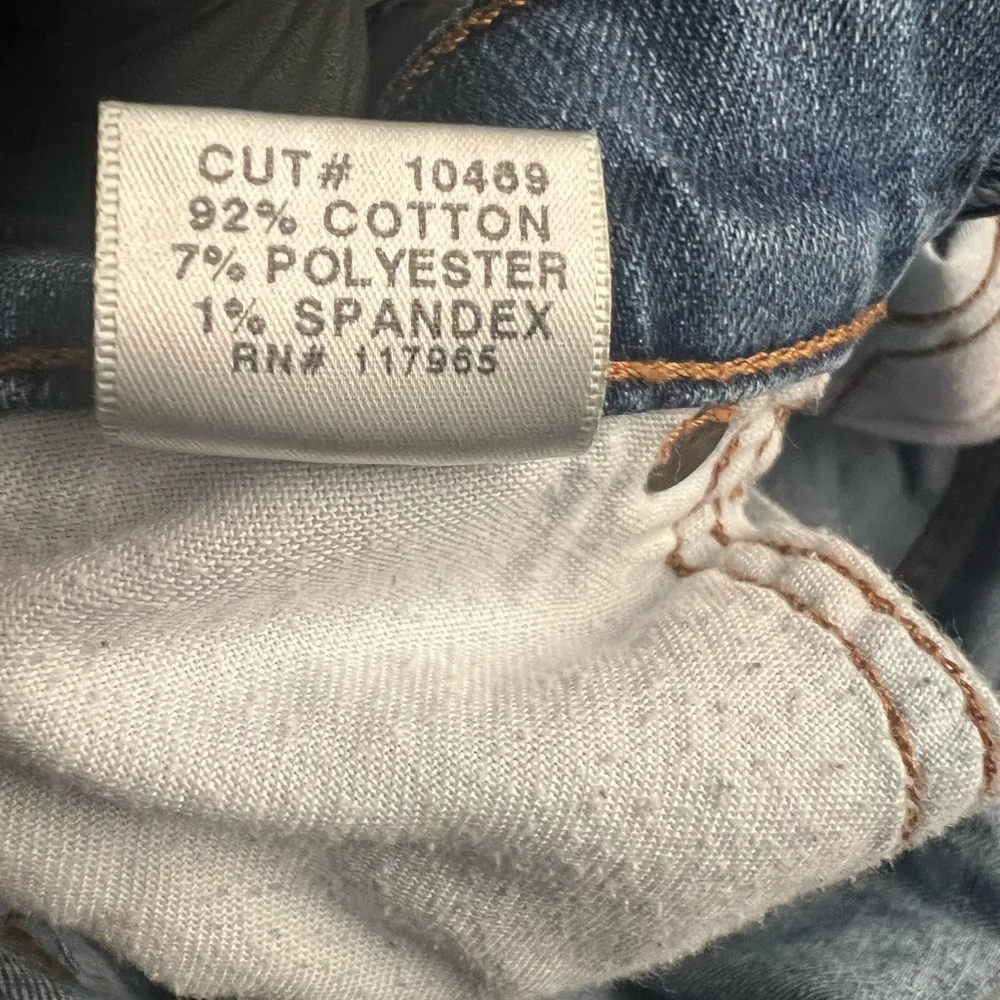 CUT# 10469
92% COTTON
7% POLYESTER
1% SPANDEX
RN# 117965